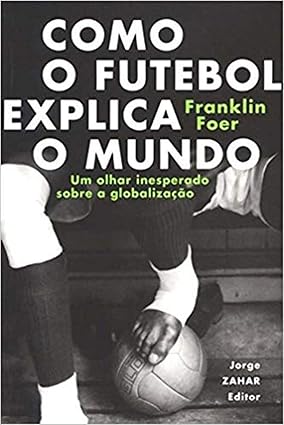 COMO
O FUTEBOL
EXPLICA Franklin
Foer
O MUNDO
Um olhar inesperado
sobre a globalização
Jorge
ZAHAR
Editor